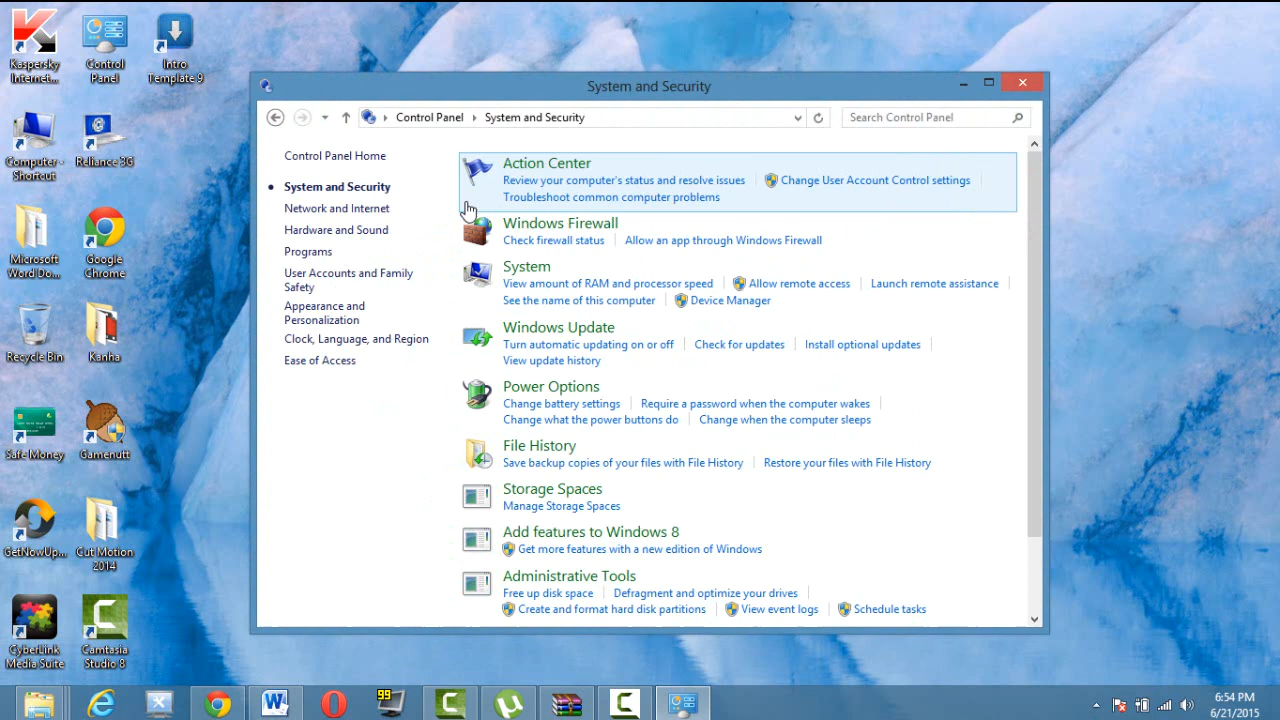 Kaspersky
Internet...
Control
Panel
Intro
Template 9
Computer -
Shortcut
Reliance 3G
Microsoft
Word Do...
Google
Chrome
Recycle Bin
Kanha
Safe Money
Gamenutt
GetNowUp...
Cut Motion
2014
CyberLink
Media Suite
Camtasia
Studio 8
System and Security
Control Panel
System and Security
Search Control Panel
Control Panel Home
System and Security
Network and Internet
Hardware and Sound
Programs
User Accounts and Family
Safety
Appearance and
Personalization
Clock, Language, and Region
Ease of Access
Action Center
Review your computer's status and resolve issues Change User Account Control settings
Troubleshoot common computer problems
Windows Firewall
Check firewall status Allow an app through Windows Firewall
System
View amount of RAM and processor speed Allow remote access Launch remote assistance
See the name of this computer Device Manager
Windows Update
Turn automatic updating on or off Check for updates Install optional updates
View update history
Power Options
Change battery settings Require a password when the computer wakes
Change what the power buttons do Change when the computer sleeps
File History
Save backup copies of your files with File History Restore your files with File History
Storage Spaces
Manage Storage Spaces
Add features to Windows 8
Get more features with a new edition of Windows
Administrative Tools
Free up disk space Defragment and optimize your drives
Create and format hard disk partitions View event logs Schedule tasks
99
6:54 PM
6/21/2015